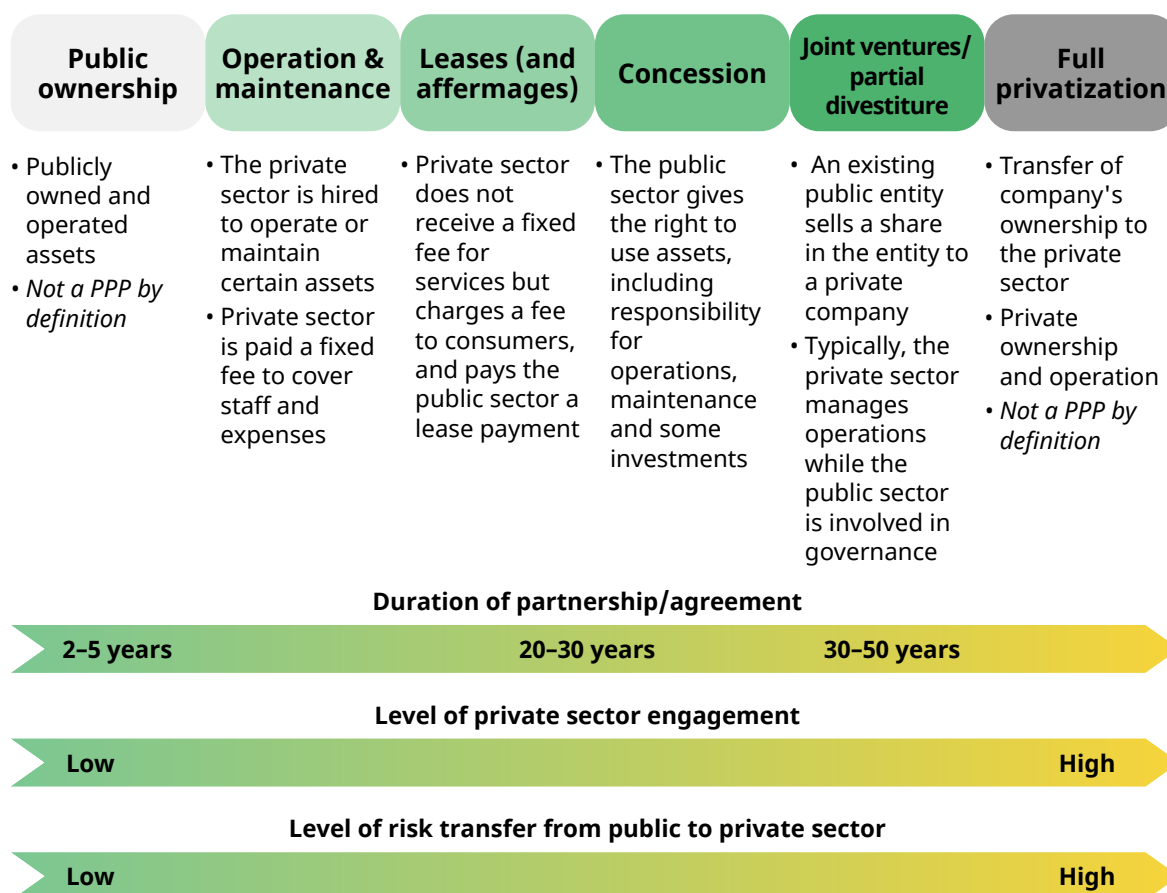 Public
ownership
Operation &
maintenance
Leases (and
affermages)
Concession
Joint ventures/
partial
divestiture
Full
privatization
• Publicly
owned and
operated
assets
• Not a PPP by
definition
• The private
sector is hired
to operate or
maintain
certain assets
• Private sector
is paid a fixed
fee to cover
staff and
expenses
• Private sector
does not
receive a fixed
fee for
services but
charges a fee
to consumers,
and pays the
public sector a
lease payment
• The public
sector gives
the right to
use assets,
including
responsibility
for
operations,
maintenance
and some
investments
• An existing
public entity
sells a share
in the entity to
a private
company
• Typically, the
private sector
manages
operations
while the
public sector
is involved in
governance
• Transfer of
company's
ownership to
the private
sector
• Private
ownership
and operation
• Not a PPP by
definition
Duration of partnership/agreement
2–5 years 20–30 years 30–50 years
Level of private sector engagement
Low High
Level of risk transfer from public to private sector
Low High